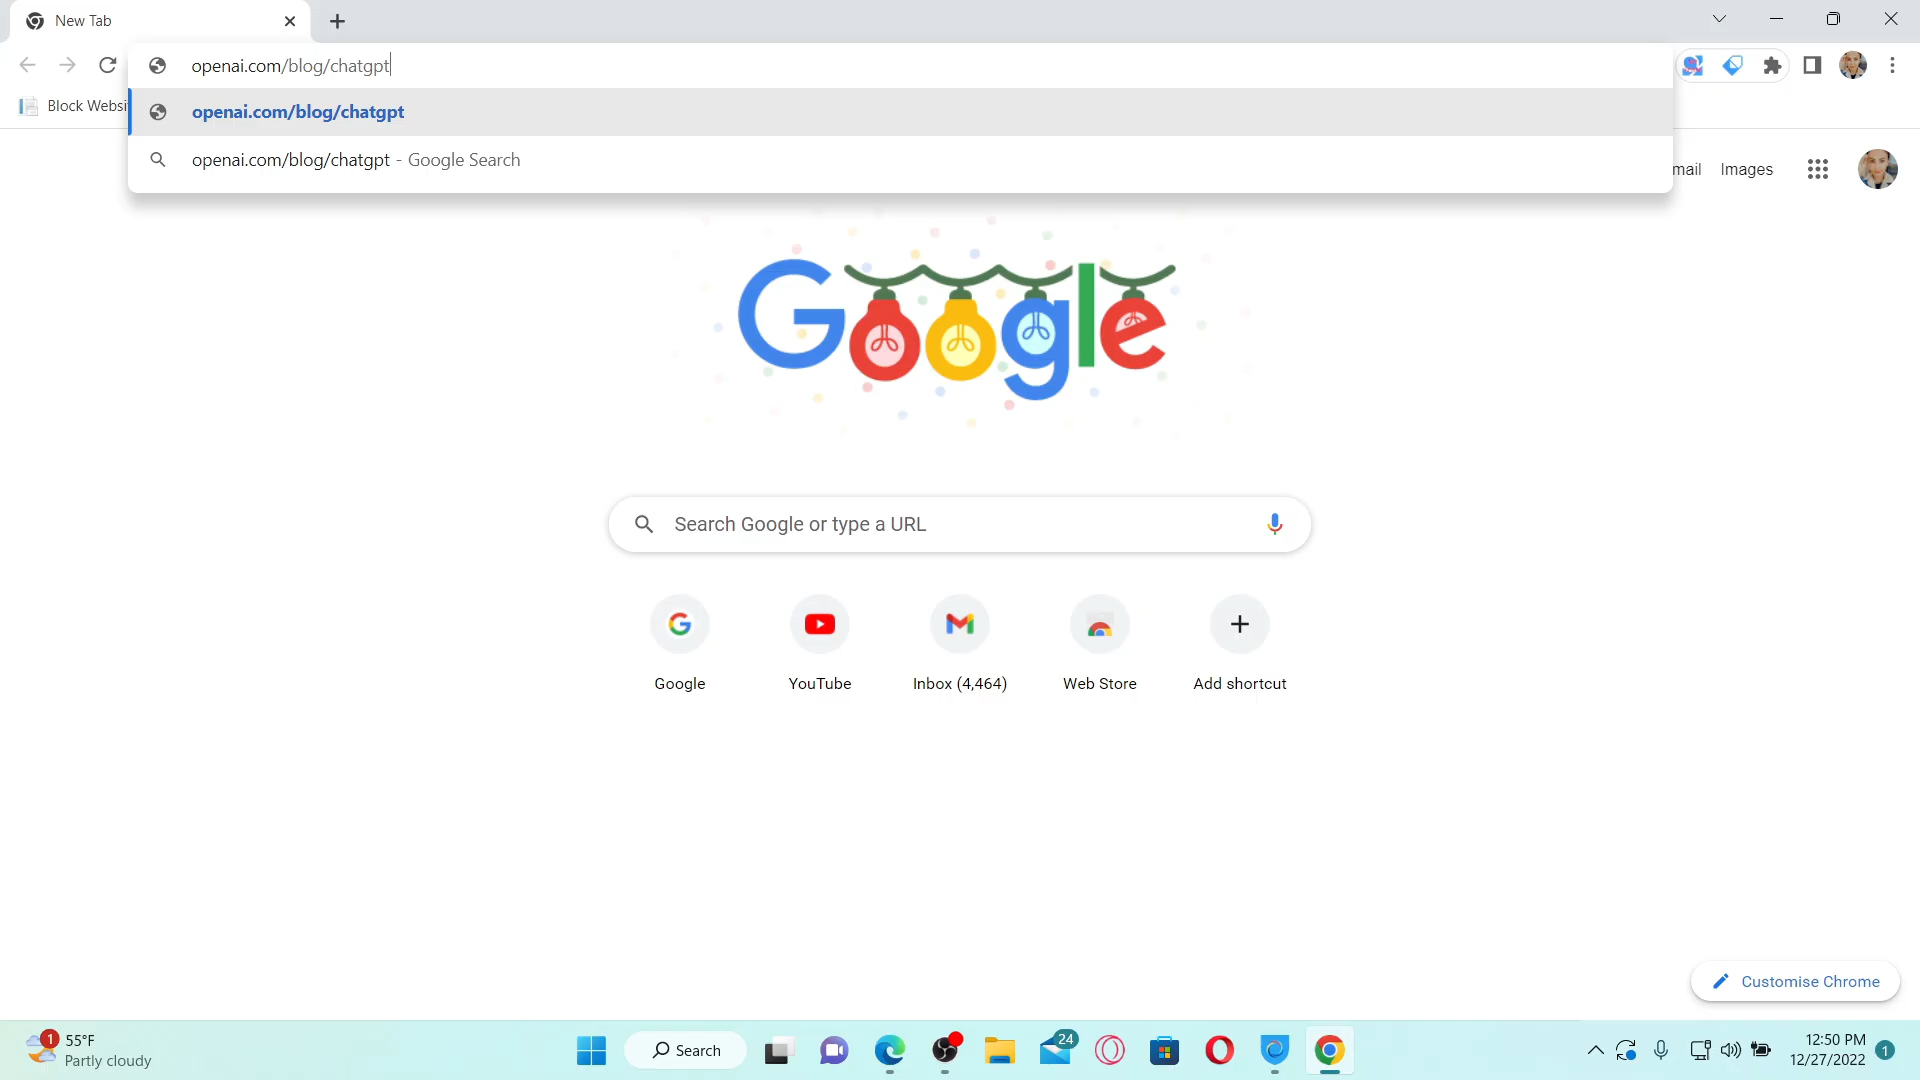 New Tab
openai.com/blog/chatgpt
Block Websi
openai.com/blog/chatgpt
openai.com/blog/chatgpt - Google Search
mail Images
Google
Search Google or type a URL
Google
YouTube
Inbox (4,464)
Web Store
Add shortcut
Customise Chrome
1
55°F
Partly cloudy
Search
24
12:50 PM
12/27/2022
1